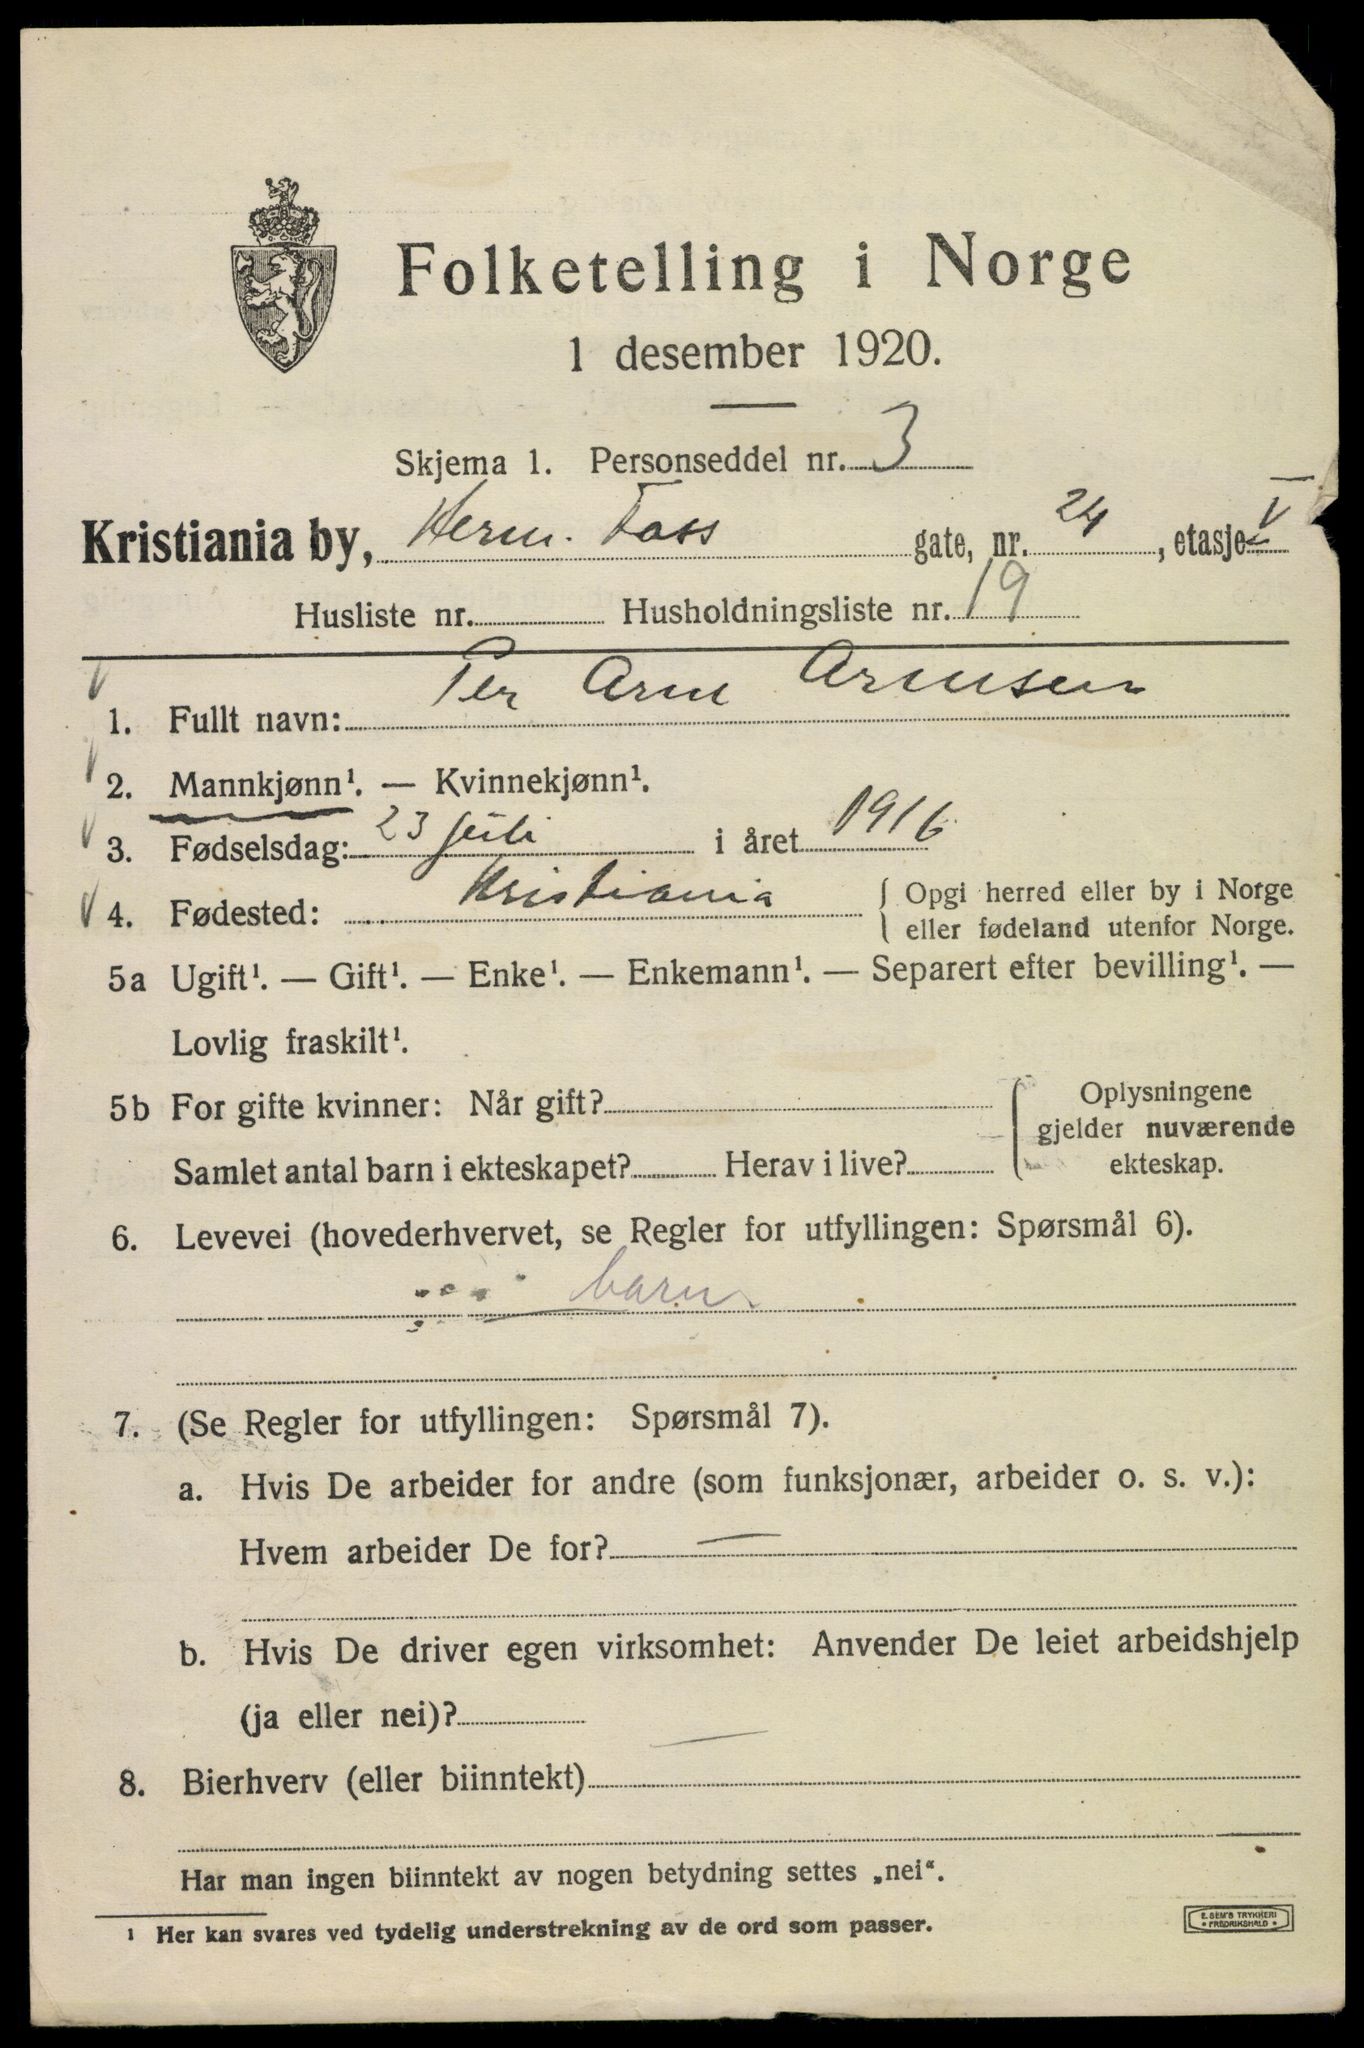 Folketelling i Norge
1 desember 1920.
Skjema 1. Personseddel nr. 3
Kristiania by, Herm. Foss gate, nr. 24, etasje V
Husliste nr. Husholdningsliste nr. 19
1. Fullt navn: Per Arne Arnesen
2. Mannkjønn¹. — Kvinnekjønn¹.
3. Fødselsdag: 23 juli i året 1916
4. Fødested: Kristiania { Opgi herred eller by i Norge
eller fødeland utenfor Norge.
5a Ugift¹. — Gift¹. — Enke¹. — Enkemann¹. — Separert efter bevilling¹. —
Lovlig fraskilt¹.
5b For gifte kvinner: Når gift?
Samlet antal barn i ekteskapet? Herav i live?
Oplysningene
gjelder nuværende
ekteskap.
6. Levevei (hovederhvervet, se Regler for utfyllingen: Spørsmål 6).
barn
7. (Se Regler for utfyllingen: Spørsmål 7).
a. Hvis De arbeider for andre (som funksjonær, arbeider o. s. v.):
Hvem arbeider De for? —
b. Hvis De driver egen virksomhet: Anvender De leiet arbeidshjelp
(ja eller nei)? —
8. Bierhverv (eller biinntekt)
Har man ingen biinntekt av nogen betydning settes „nei“.
¹ Her kan svares ved tydelig understrekning av de ord som passer.
E. SEM'S TRYKKERI
• FREDRIKSHALD •